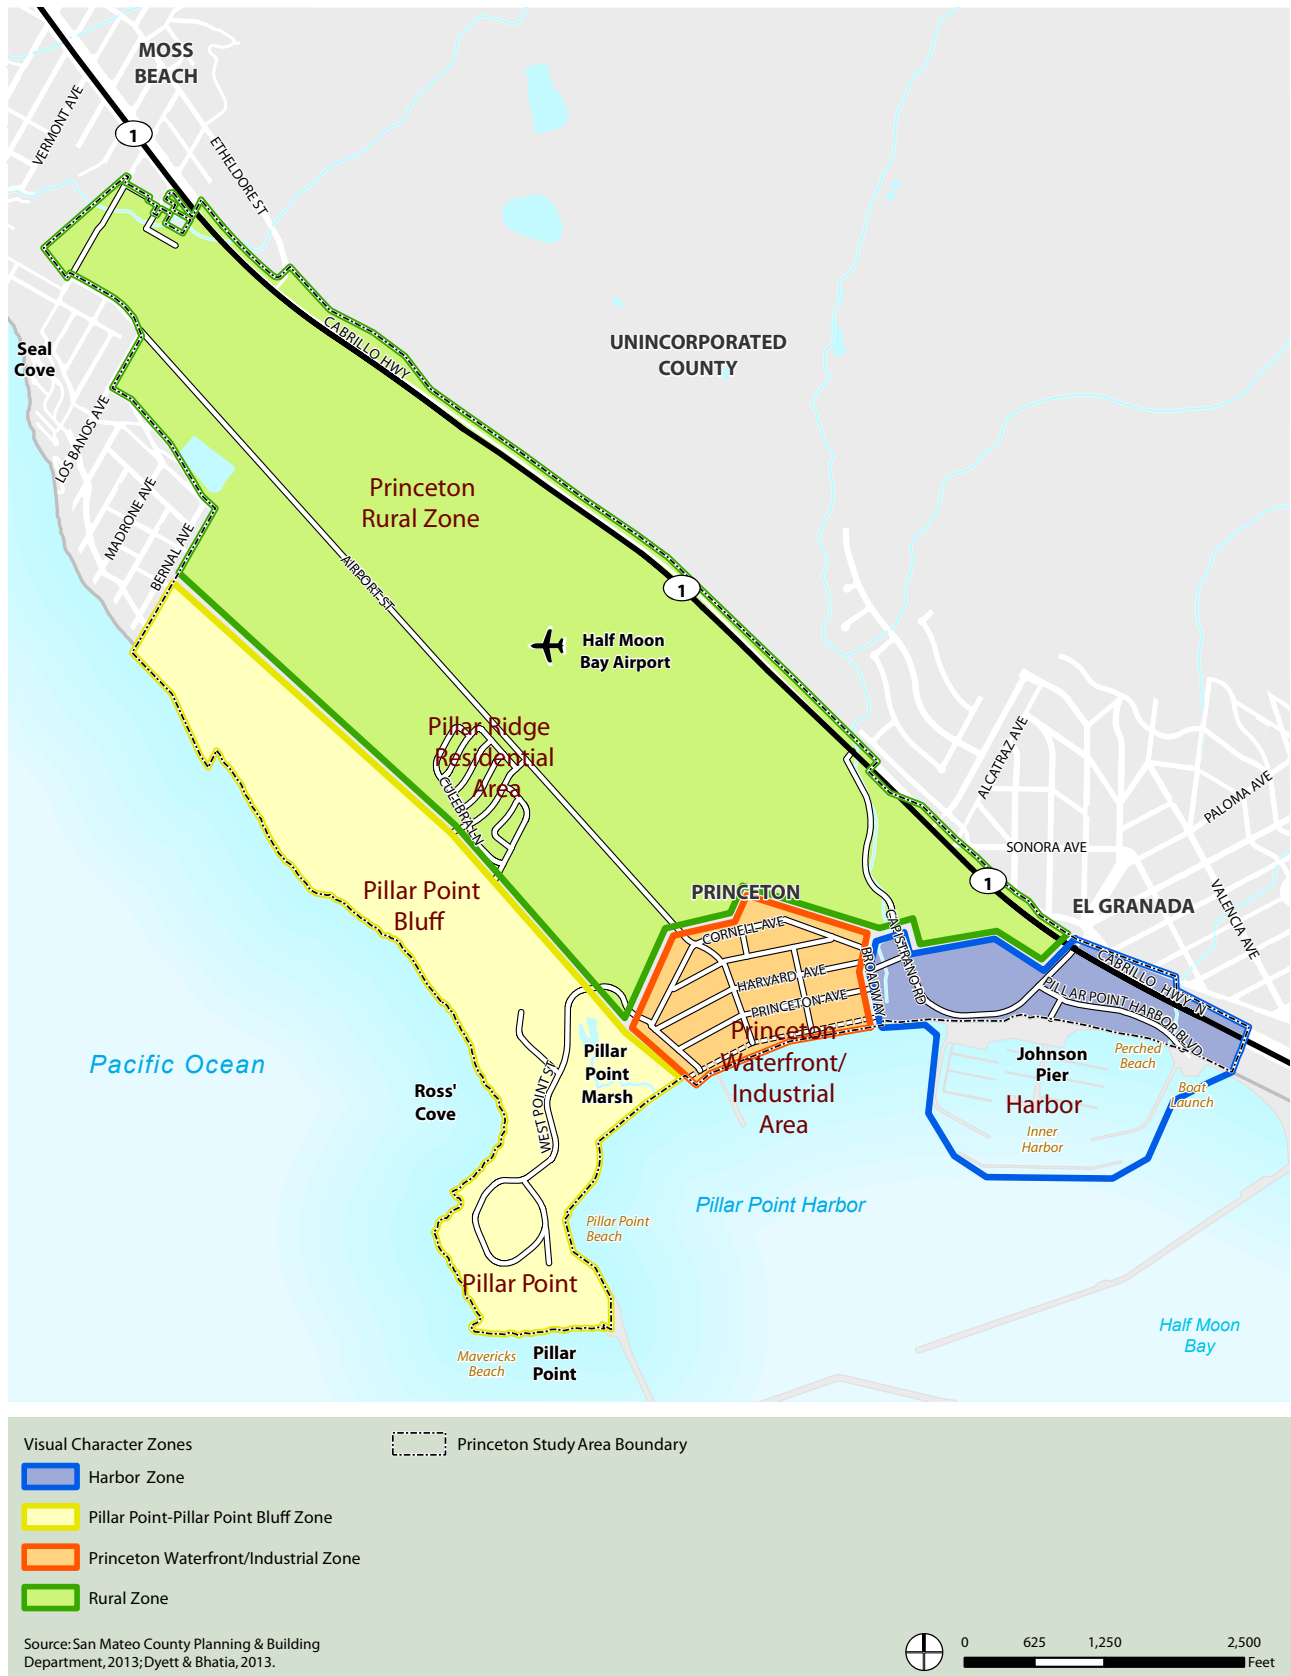 MOSS
BEACH
VERMONT AVE
1
ETHELDORE ST
Seal
Cove
CABRILLO HWY
UNINCORPORATED
COUNTY
LOS BANOS AVE
MADRONE AVE
BERNAL AVE
Princeton
Rural Zone
AIRPORT ST
1
Half Moon
Bay Airport
Pillar Ridge
Residential
Area
CULEBRA LN
ALCATRAZ AVE
PALOMA AVE
SONORA AVE
1
VALENCIA AVE
EL GRANADA
Pillar Point
Bluff
PRINCETON
CORNELL AVE
HARVARD AVE
PRINCETON AVE
BROADWAY
CAPISTRANO RD
CABRILLO HWY N
PILLAR POINT HARBOR BLVD
Princeton
Waterfront/
Industrial
Area
Pacific Ocean
Ross'
Cove
WEST POINT ST
Pillar
Point
Marsh
Johnson
Pier
Perched
Beach
Boat
Launch
Harbor
Inner
Harbor
Pillar Point Harbor
Pillar Point
Beach
Pillar Point
Mavericks
Beach
Pillar
Point
Half Moon
Bay
Visual Character Zones
Princeton Study Area Boundary
Harbor Zone
Pillar Point-Pillar Point Bluff Zone
Princeton Waterfront/Industrial Zone
Rural Zone
Source: San Mateo County Planning & Building
Department, 2013; Dyett & Bhatia, 2013.
0 625 1,250 2,500
Feet